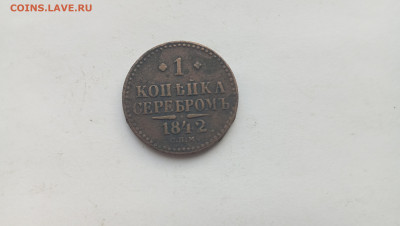 COINS.LAVE.RU
1
КОПѢЙКА
СЕРЕБРОМЪ
1842